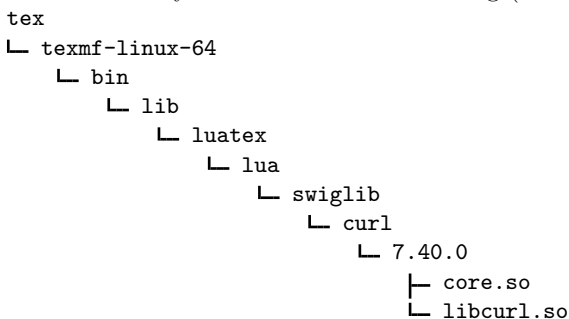 tex
└─ texmf-linux-64
└─ bin
└─ lib
└─ luatex
└─ lua
└─ swiglib
└─ curl
└─ 7.40.0
├─ core.so
└─ libcurl.so